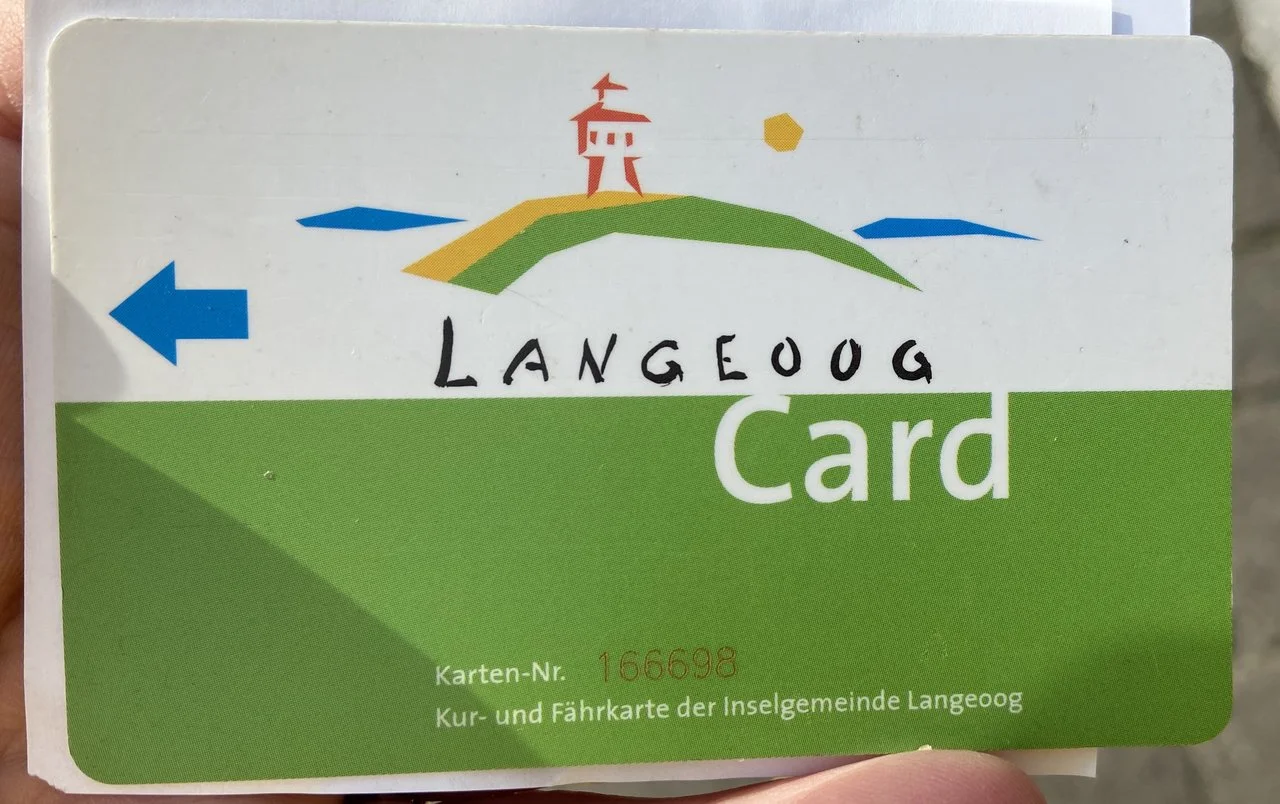 LANGEOOG
Card
Karten-Nr. 166698
Kur- und Fährkarte der Inselgemeinde Langeoog